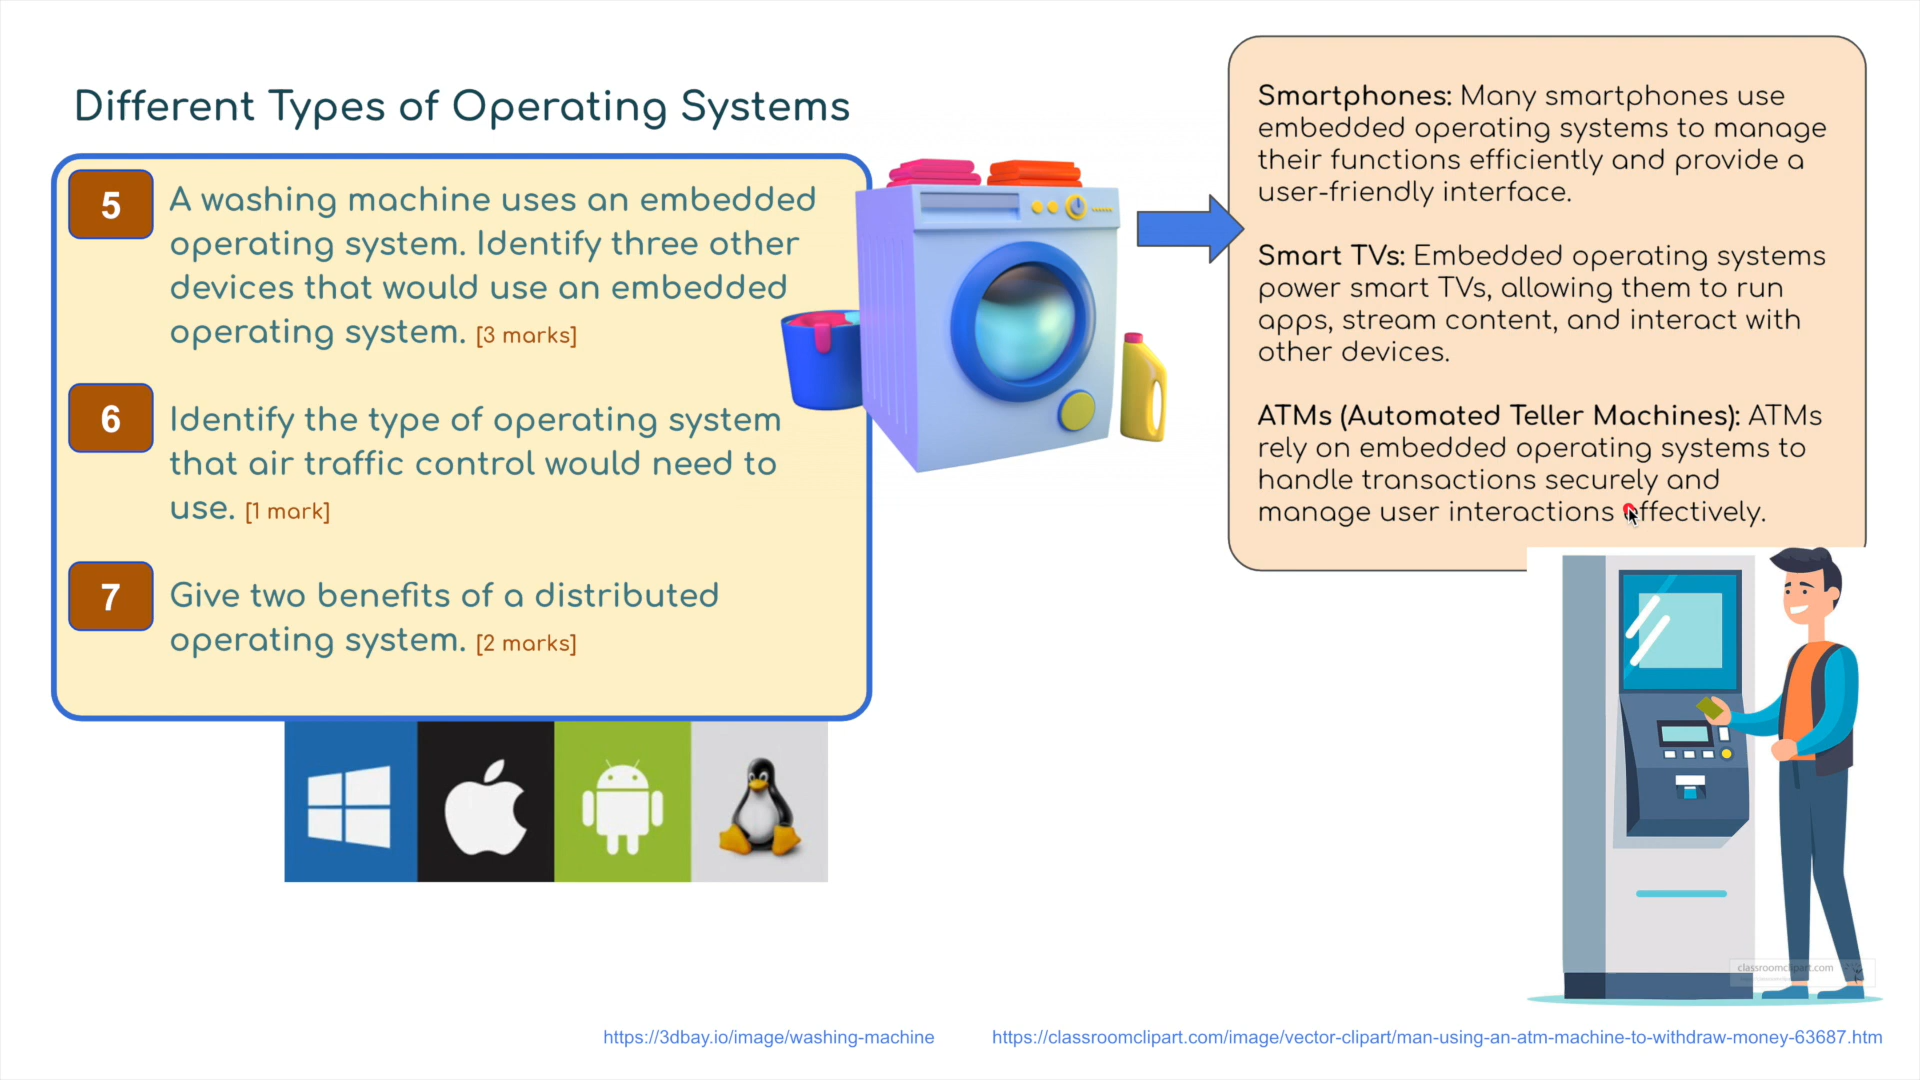 Different Types of Operating Systems
5
A washing machine uses an embedded
operating system. Identify three other
devices that would use an embedded
operating system. [3 marks]
6
Identify the type of operating system
that air traffic control would need to
use. [1 mark]
7
Give two benefits of a distributed
operating system. [2 marks]
Smartphones: Many smartphones use
embedded operating systems to manage
their functions efficiently and provide a
user-friendly interface.
Smart TVs: Embedded operating systems
power smart TVs, allowing them to run
apps, stream content, and interact with
other devices.
ATMs (Automated Teller Machines): ATMs
rely on embedded operating systems to
handle transactions securely and
manage user interactions effectively.
classroomclipart.com
https://3dbay.io/image/washing-machine
https://classroomclipart.com/image/vector-clipart/man-using-an-atm-machine-to-withdraw-money-63687.htm